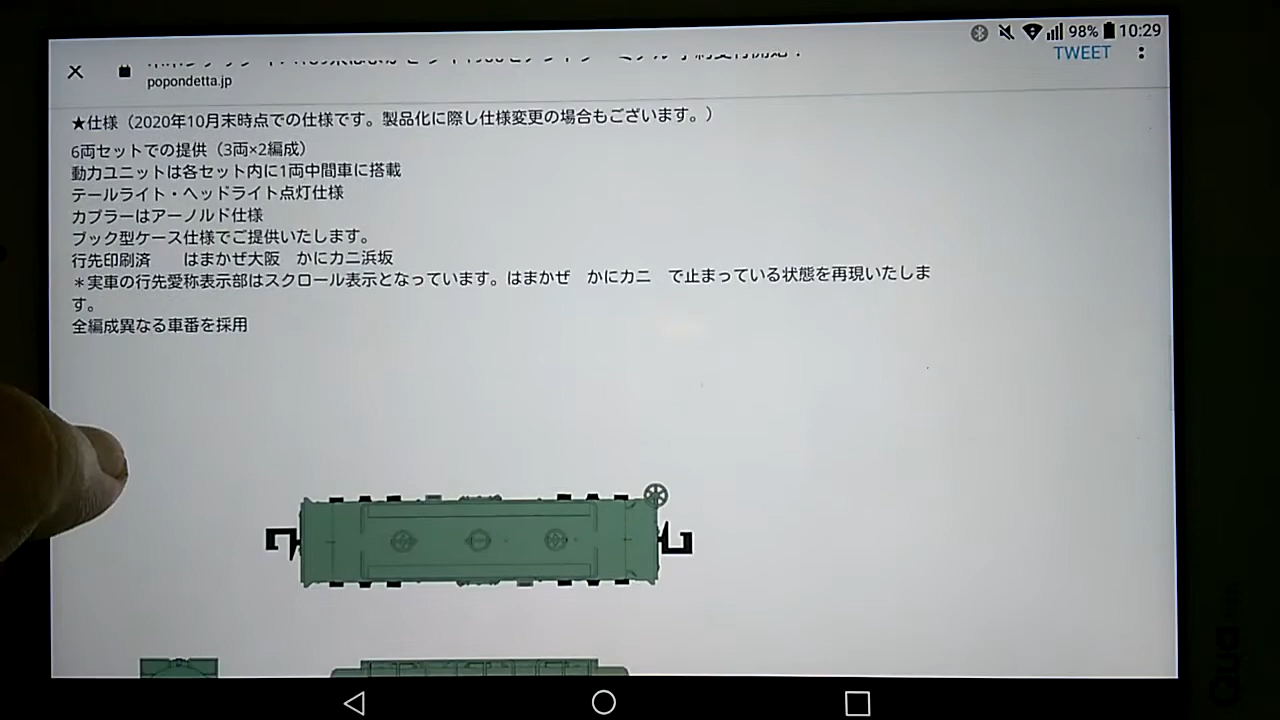 98% 10:29
TWEET
popondetta.jp
★仕様（2020年10月末時点での仕様です。製品化に際し仕様変更の場合もございます。）
6両セットでの提供（3両×2編成）
動力ユニットは各セット内に1両中間車に搭載
テールライト・ヘッドライト点灯仕様
カプラーはアーノルド仕様
ブック型ケース仕様でご提供いたします。
行先印刷済　　はまかぜ大阪　かにカニ浜坂
＊実車の行先愛称表示部はスクロール表示となっています。はまかぜ　かにカニ　で止まっている状態を再現いたしま
す。
全編成異なる車番を採用
Qua